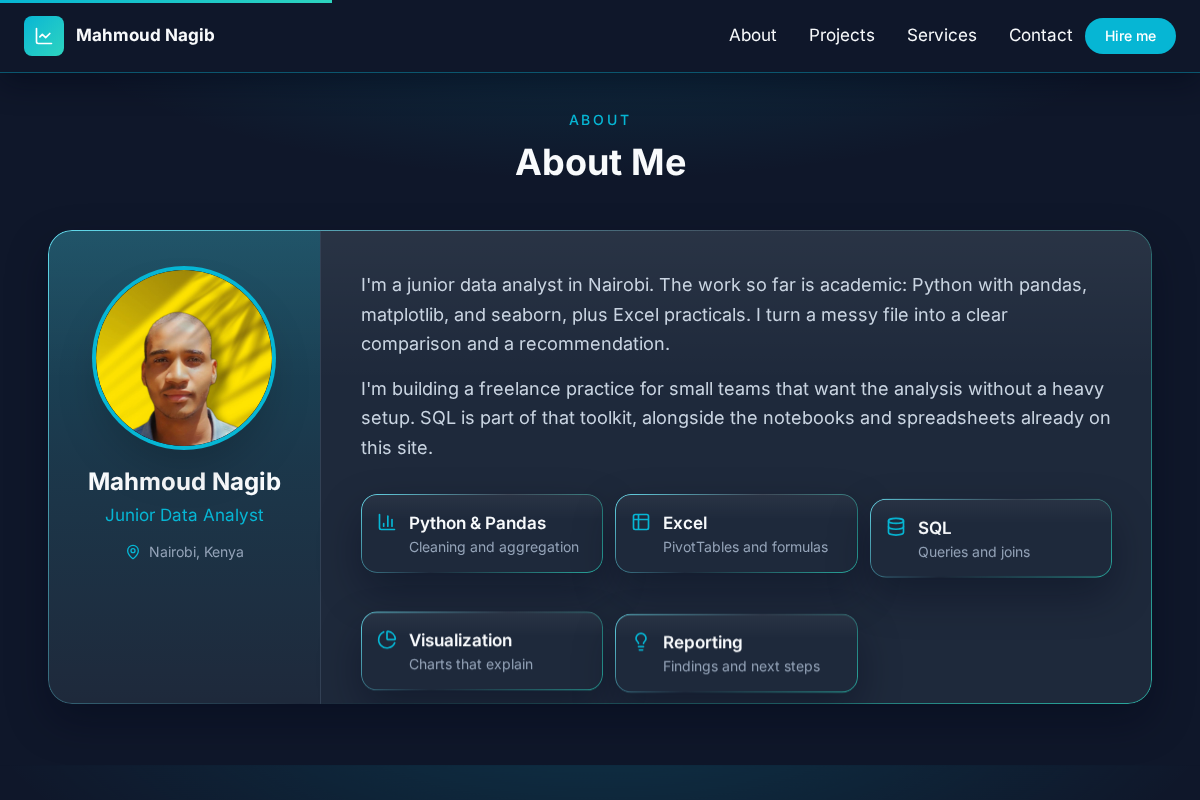 Mahmoud Nagib
About
Projects
Services
Contact
Hire me
ABOUT
About Me
Mahmoud Nagib
Junior Data Analyst
Nairobi, Kenya
I'm a junior data analyst in Nairobi. The work so far is academic: Python with pandas,
matplotlib, and seaborn, plus Excel practicals. I turn a messy file into a clear
comparison and a recommendation.
I'm building a freelance practice for small teams that want the analysis without a heavy
setup. SQL is part of that toolkit, alongside the notebooks and spreadsheets already on
this site.
Python & Pandas
Cleaning and aggregation
Excel
PivotTables and formulas
SQL
Queries and joins
Visualization
Charts that explain
Reporting
Findings and next steps